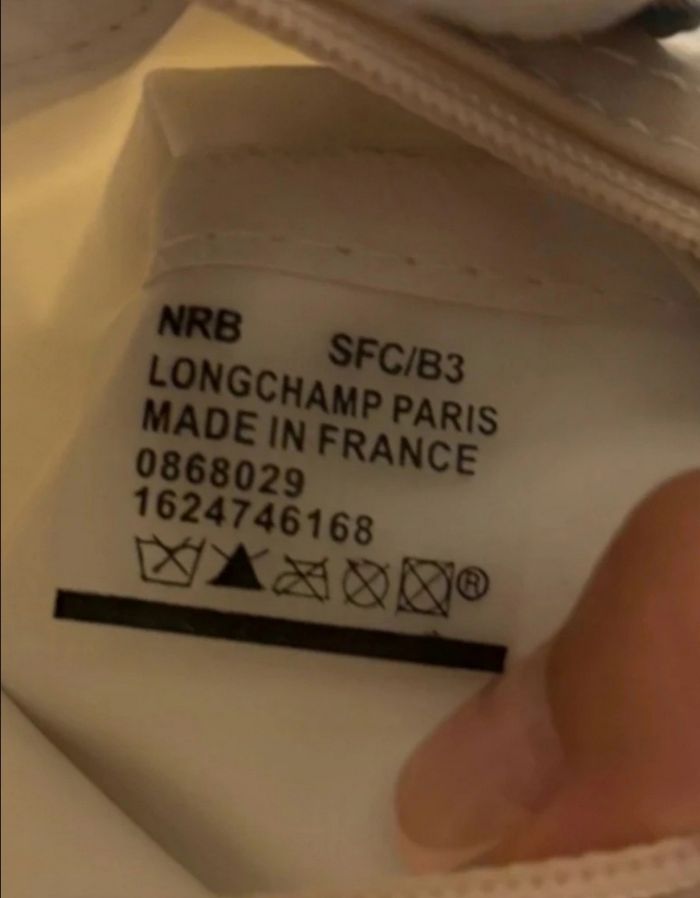 NRB SFC/B3
LONGCHAMP PARIS
MADE IN FRANCE
0868029
1624746168
®